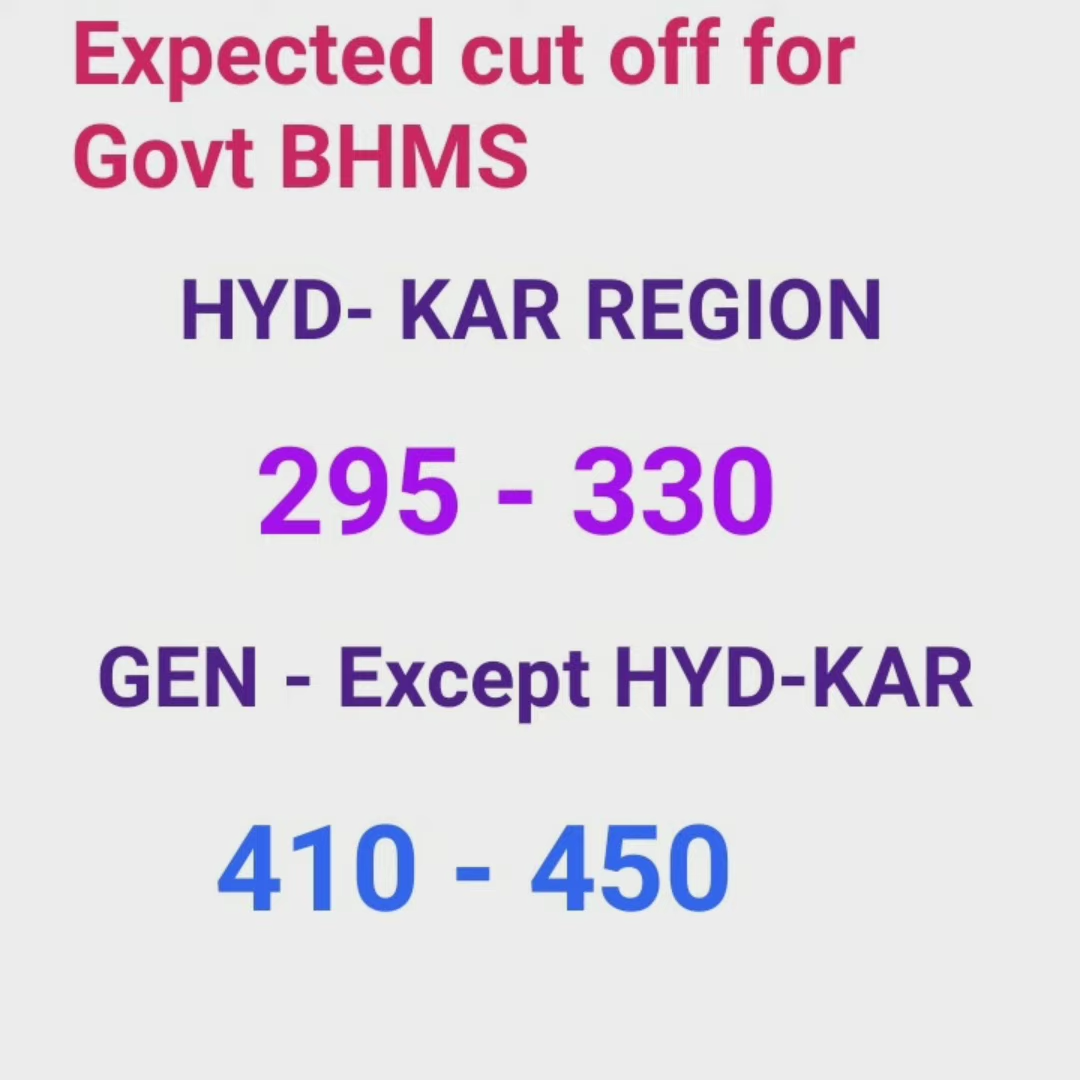 Expected cut off for
Govt BHMS
HYD- KAR REGION
295 - 330
GEN - Except HYD-KAR
410 - 450